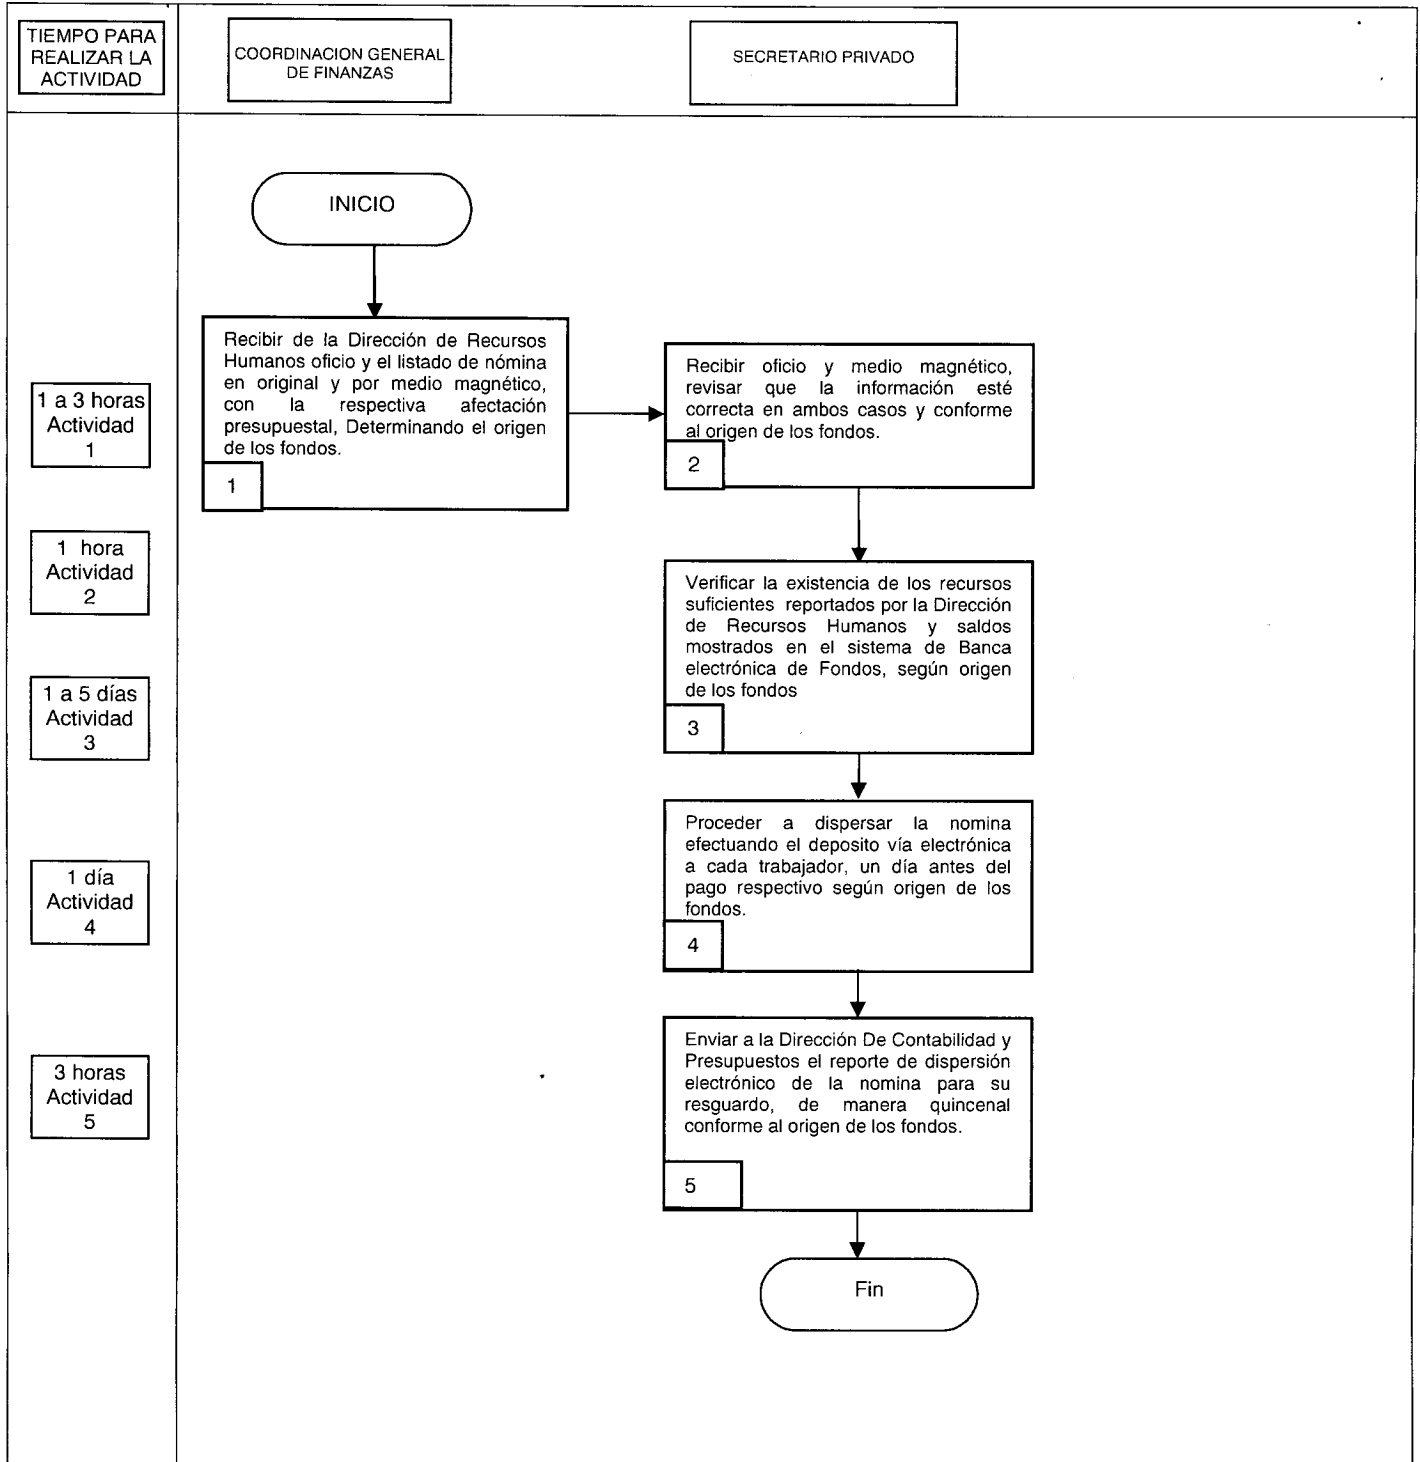 TIEMPO PARA
REALIZAR LA
ACTIVIDAD
COORDINACION GENERAL
DE FINANZAS
SECRETARIO PRIVADO
INICIO
Recibir de la Dirección de Recursos
Humanos oficio y el listado de nómina
en original y por medio magnético,
con la respectiva afectación
presupuestal, Determinando el origen
de los fondos.
1
Recibir oficio y medio magnético,
revisar que la información esté
correcta en ambos casos y conforme
al origen de los fondos.
2
1 a 3 horas
Actividad
1
1 hora
Actividad
2
Verificar la existencia de los recursos
suficientes reportados por la Dirección
de Recursos Humanos y saldos
mostrados en el sistema de Banca
electrónica de Fondos, según origen
de los fondos
3
1 a 5 días
Actividad
3
Proceder a dispersar la nomina
efectuando el deposito vía electrónica
a cada trabajador, un día antes del
pago respectivo según origen de los
fondos.
4
1 día
Actividad
4
Enviar a la Dirección De Contabilidad y
Presupuestos el reporte de dispersión
electrónico de la nomina para su
resguardo, de manera quincenal
conforme al origen de los fondos.
5
3 horas
Actividad
5
Fin